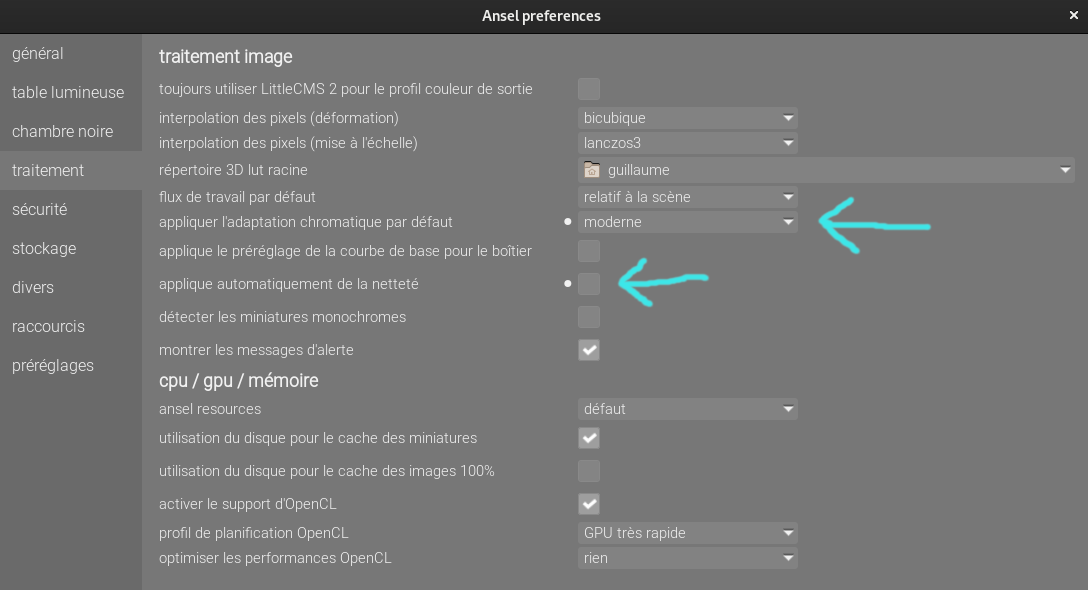 Ansel preferences
général
table lumineuse
chambre noire
traitement
sécurité
stockage
divers
raccourcis
préréglages
traitement image
toujours utiliser LittleCMS 2 pour le profil couleur de sortie
interpolation des pixels (déformation) bicubique
interpolation des pixels (mise à l'échelle) lanczos3
répertoire 3D lut racine guillaume
flux de travail par défaut relatif à la scène
appliquer l'adaptation chromatique par défaut moderne
applique le préréglage de la courbe de base pour le boîtier
applique automatiquement de la netteté
détecter les miniatures monochromes
montrer les messages d'alerte
cpu / gpu / mémoire
ansel resources défaut
utilisation du disque pour le cache des miniatures
utilisation du disque pour le cache des images 100%
activer le support d'OpenCL
profil de planification OpenCL GPU très rapide
optimiser les performances OpenCL rien